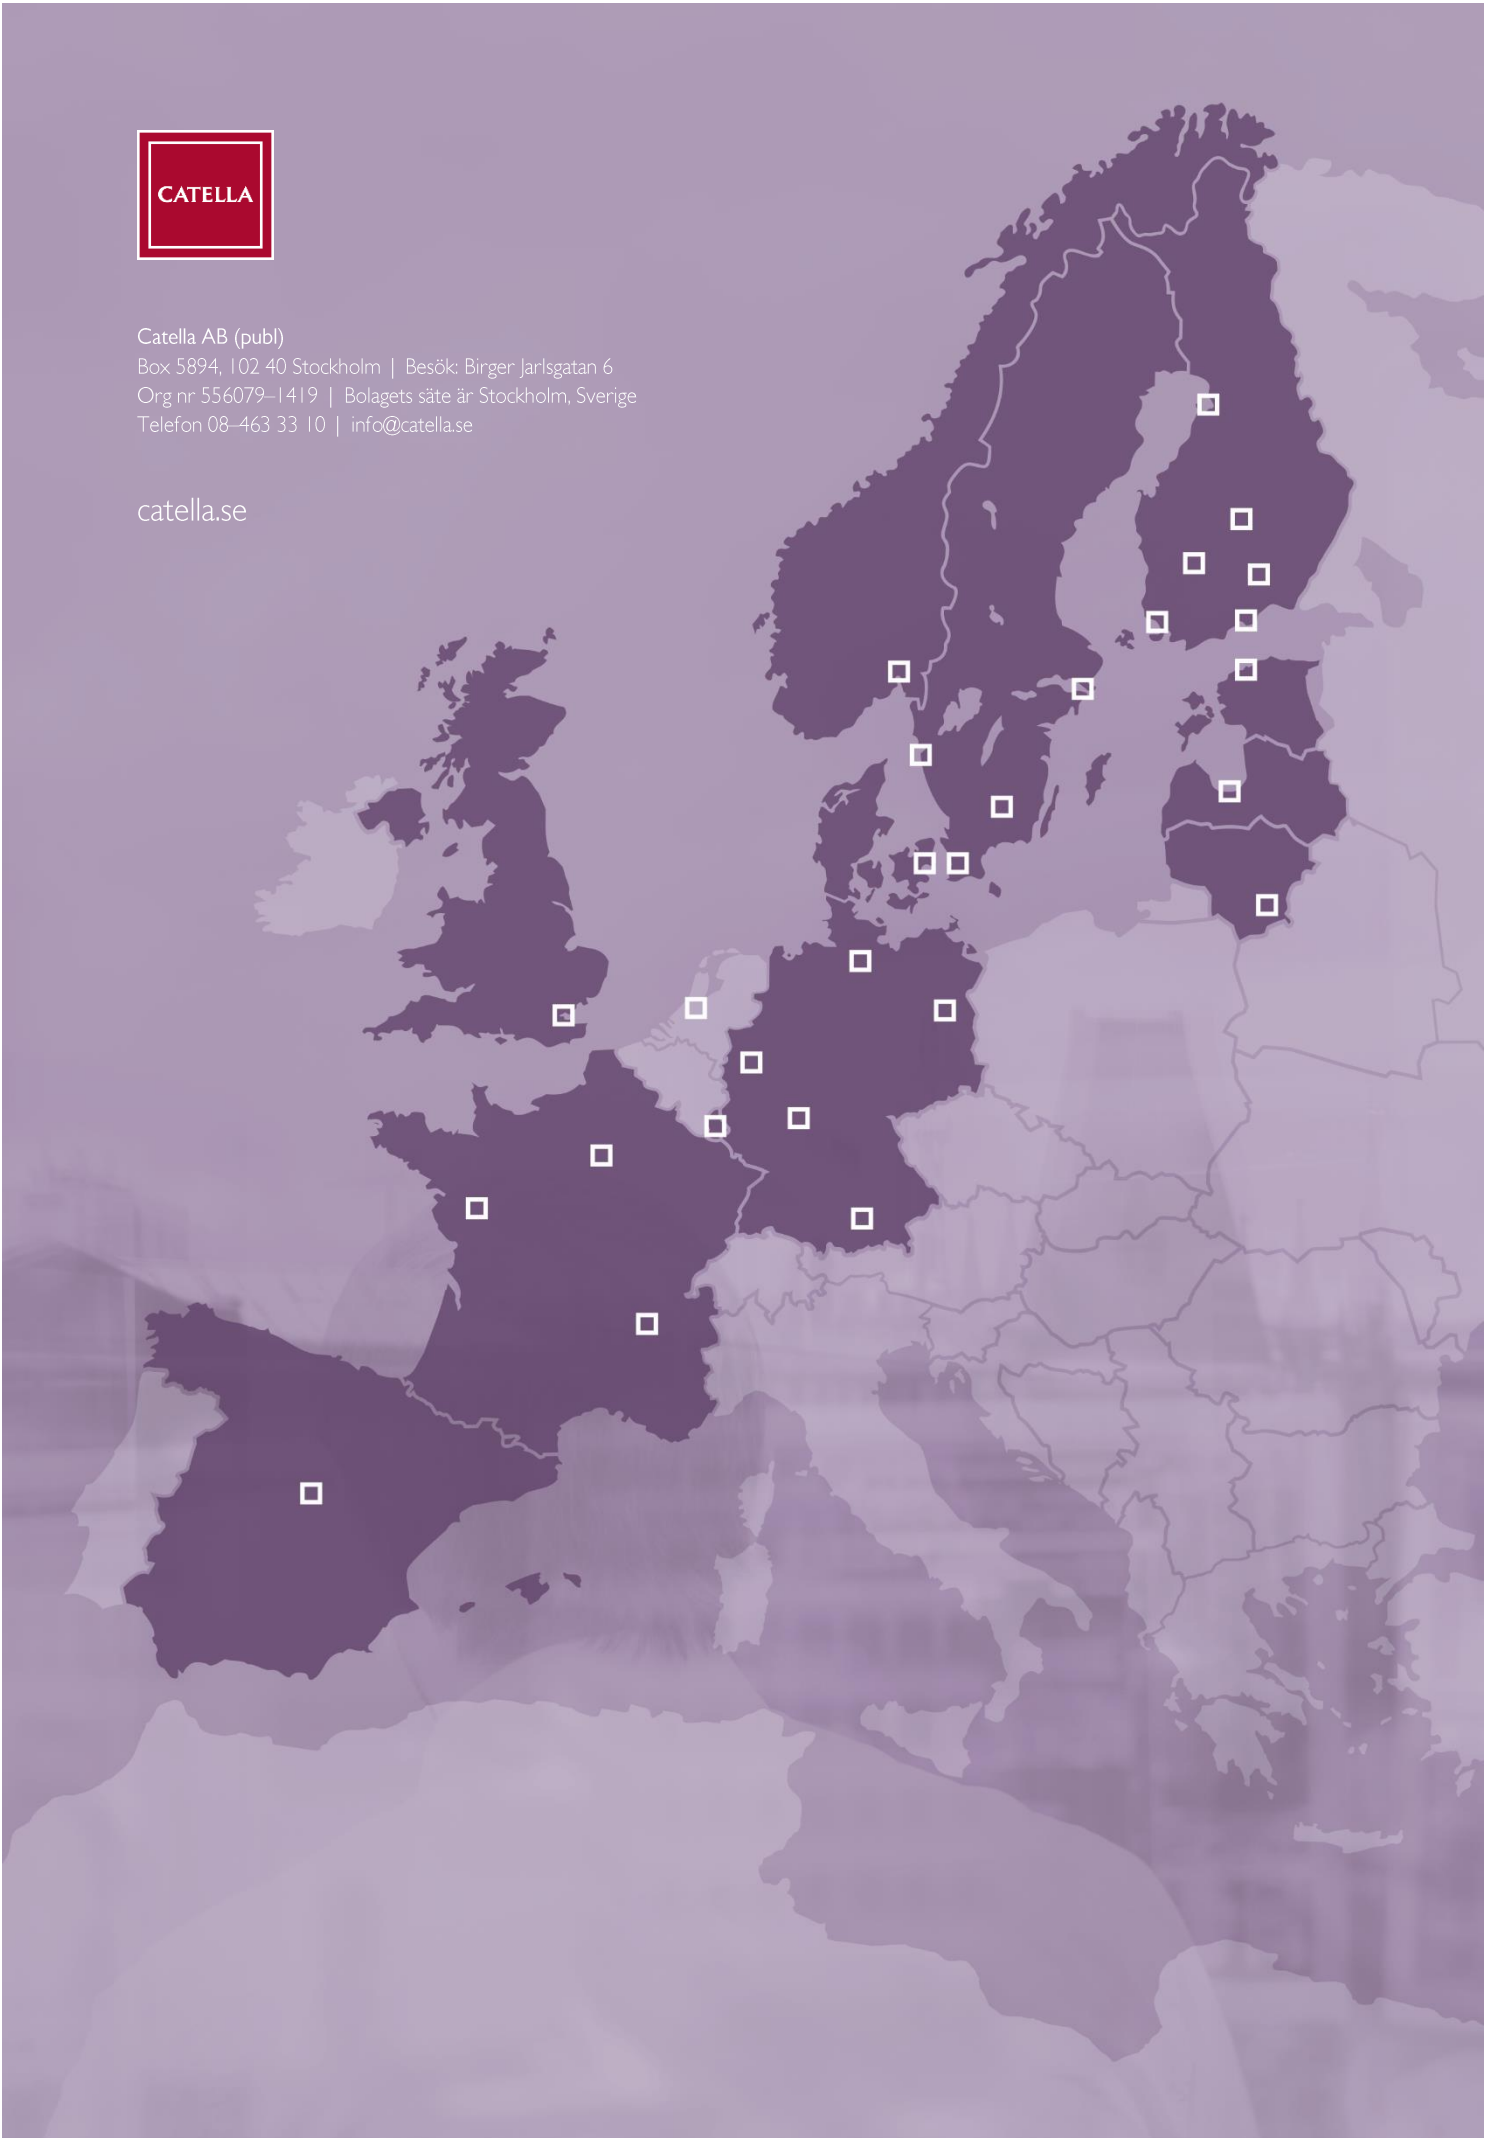 CATELLA
Catella AB (publ)
Box 5894, 102 40 Stockholm | Besök: Birger Jarlsgatan 6
Org nr 556079–1419 | Bolagets säte är Stockholm, Sverige
Telefon 08–463 33 10 | info@catella.se
catella.se